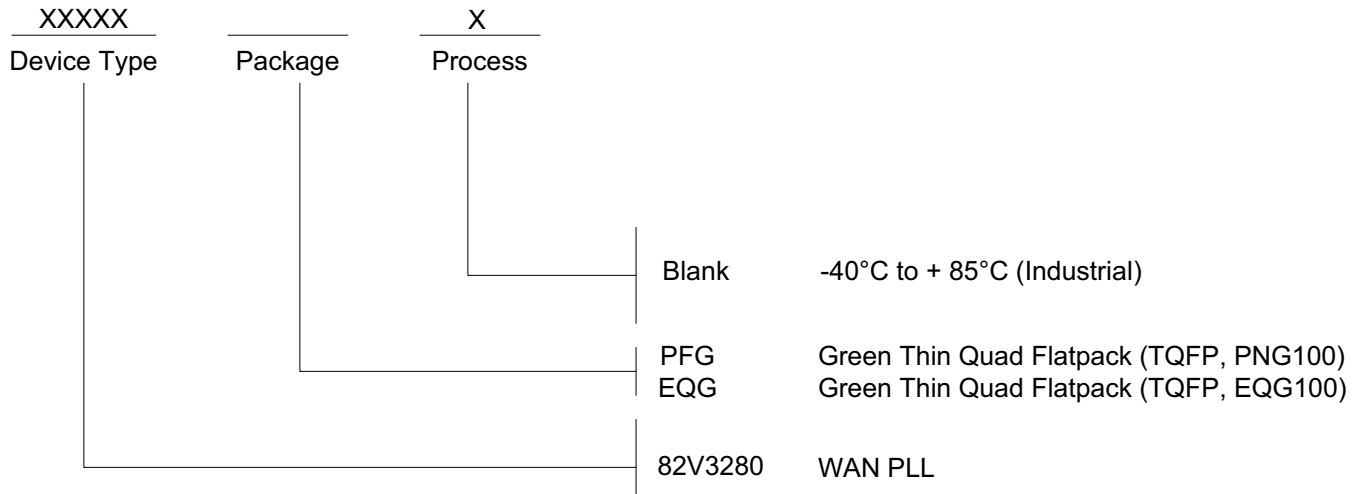 XXXXX X
Device Type Package Process
Blank -40°C to + 85°C (Industrial)
PFG Green Thin Quad Flatpack (TQFP, PNG100)
EQG Green Thin Quad Flatpack (TQFP, EQG100)
82V3280 WAN PLL